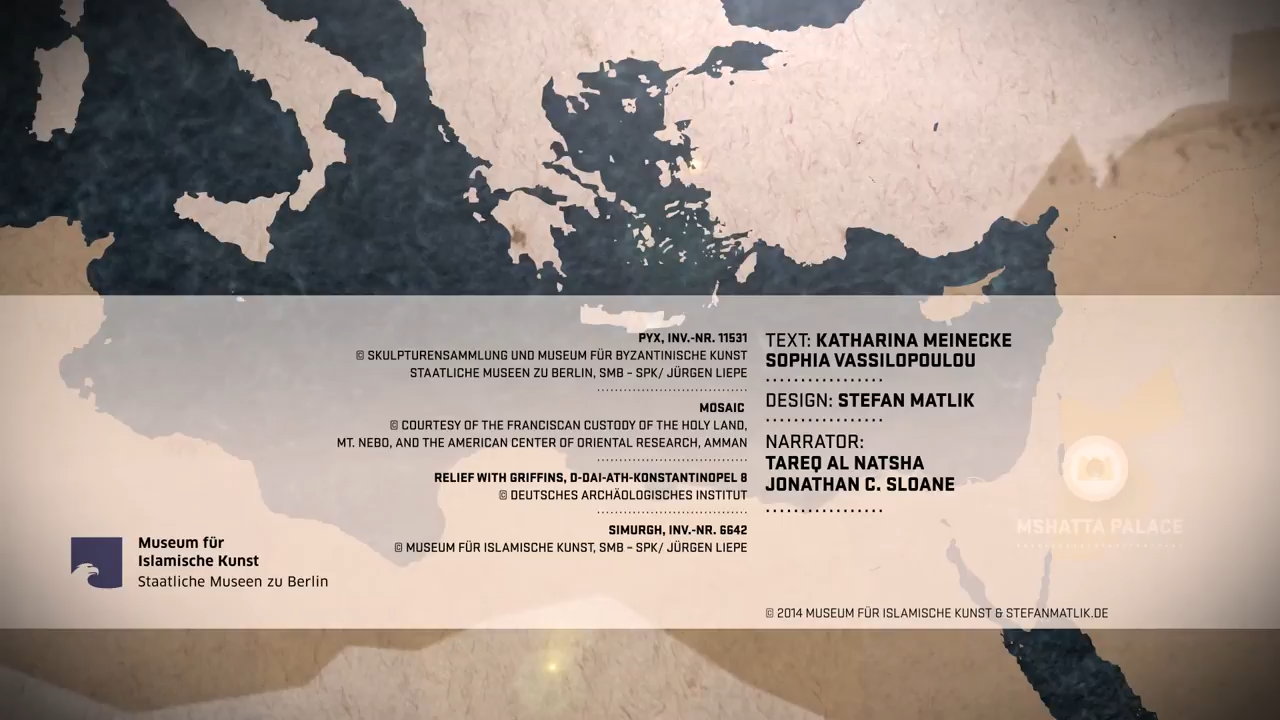 PYX, INV.-NR. 11531
© SKULPTURENSAMMLUNG UND MUSEUM FÜR BYZANTINISCHE KUNST
STAATLICHE MUSEEN ZU BERLIN, SMB – SPK/ JÜRGEN LIEPE
MOSAIC
© COURTESY OF THE FRANCISCAN CUSTODY OF THE HOLY LAND,
MT. NEBO, AND THE AMERICAN CENTER OF ORIENTAL RESEARCH, AMMAN
RELIEF WITH GRIFFINS, D-DAI-ATH-KONSTANTINOPEL 8
© DEUTSCHES ARCHÄOLOGISCHES INSTITUT
SIMURGH, INV.-NR. 6642
© MUSEUM FÜR ISLAMISCHE KUNST, SMB – SPK/ JÜRGEN LIEPE
TEXT: KATHARINA MEINECKE
SOPHIA VASSILOPOULOU
DESIGN: STEFAN MATLIK
NARRATOR:
TAREQ AL NATSHA
JONATHAN C. SLOANE
MSHATTA PALACE
Museum für
Islamische Kunst
Staatliche Museen zu Berlin
© 2014 MUSEUM FÜR ISLAMISCHE KUNST & STEFANMATLIK.DE